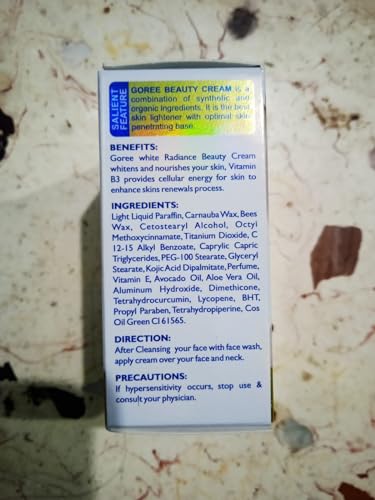 SALIENT
FEATURE
GOREE BEAUTY CREAM is a
combination of synthetic and
organic ingredients. It is the best
skin lightener with optimal skin
penetrating base.
BENEFITS:
Goree white Radiance Beauty Cream
whitens and nourishes your skin, Vitamin
B3 provides cellular energy for skin to
enhance skins renewals process.
INGREDIENTS:
Light Liquid Paraffin, Carnauba Wax, Bees
Wax, Cetostearyl Alcohol, Octyl
Methoxycinnamate, Titanium Dioxide, C
12-15 Alkyl Benzoate, Caprylic Capric
Triglycerides, PEG-100 Stearate, Glyceryl
Stearate, Kojic Acid Dipalmitate, Perfume,
Vitamin E, Avocado Oil, Aloe Vera Oil,
Aluminum Hydroxide, Dimethicone,
Tetrahydrocurcumin, Lycopene, BHT,
Propyl Paraben, Tetrahydropiperine, Cos
Oil Green CI 61565.
DIRECTION:
After Cleansing your face with face wash,
apply cream over your face and neck.
PRECAUTIONS:
If hypersensitivity occurs, stop use &
consult your physician.